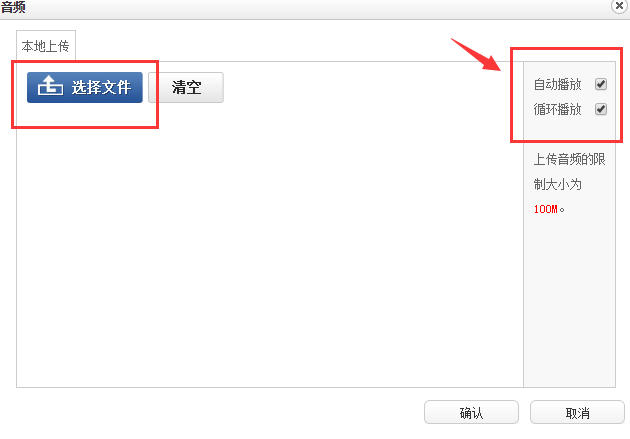 音频
本地上传
选择文件
清空
自动播放
循环播放
上传音频的限
制大小为
100M。
确认
取消